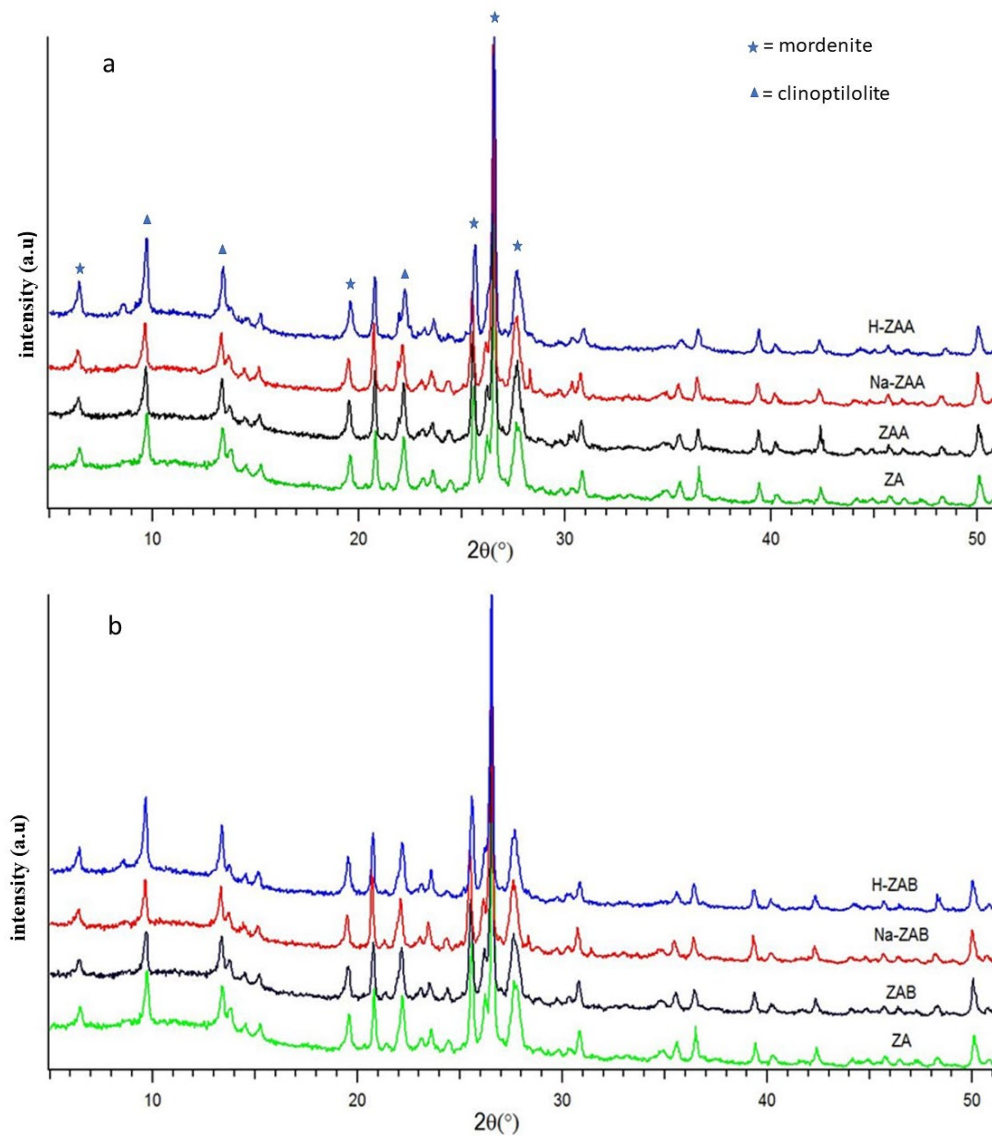 a
★ = mordenite
▲ = clinoptilolite
intensity (a.u)
H-ZAA
Na-ZAA
ZAA
ZA
10 20 30 40 50
2θ(°)
b
intensity (a.u)
H-ZAB
Na-ZAB
ZAB
ZA
10 20 30 40 50
2θ(°)